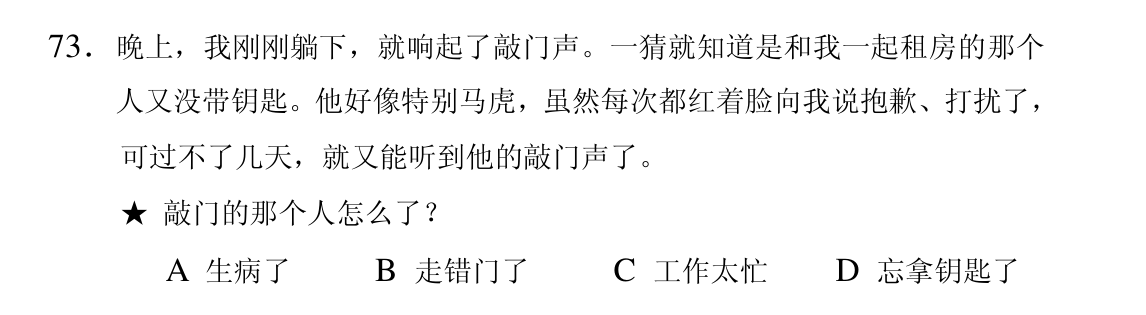 73． 晚上，我刚刚躺下，就响起了敲门声。一猜就知道是和我一起租房的那个
人又没带钥匙。他好像特别马虎，虽然每次都红着脸向我说抱歉、打扰了，
可过不了几天，就又能听到他的敲门声了。
★ 敲门的那个人怎么了？
A 生病了 B 走错门了 C 工作太忙 D 忘拿钥匙了